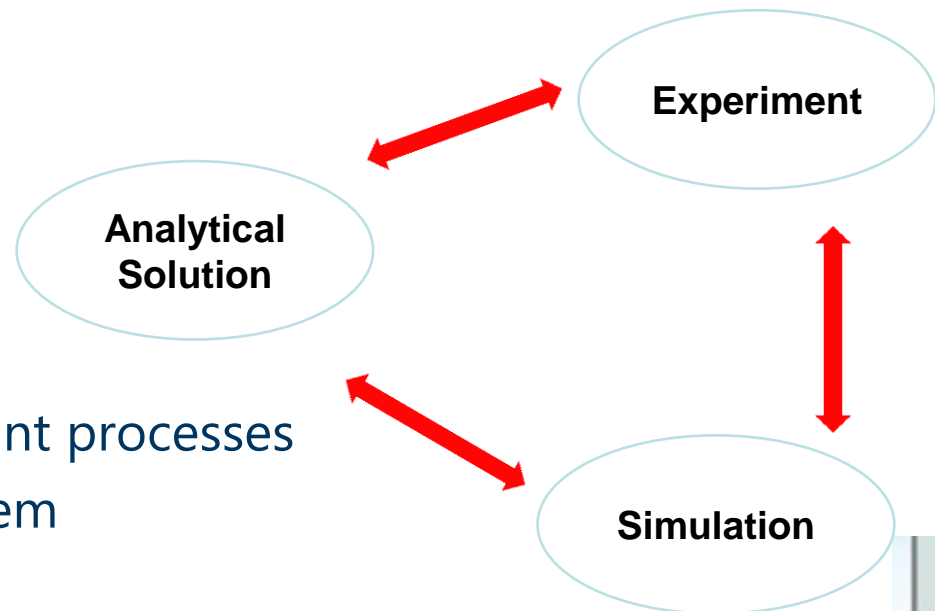 Experiment
Analytical
Solution
nt processes
em
Simulation